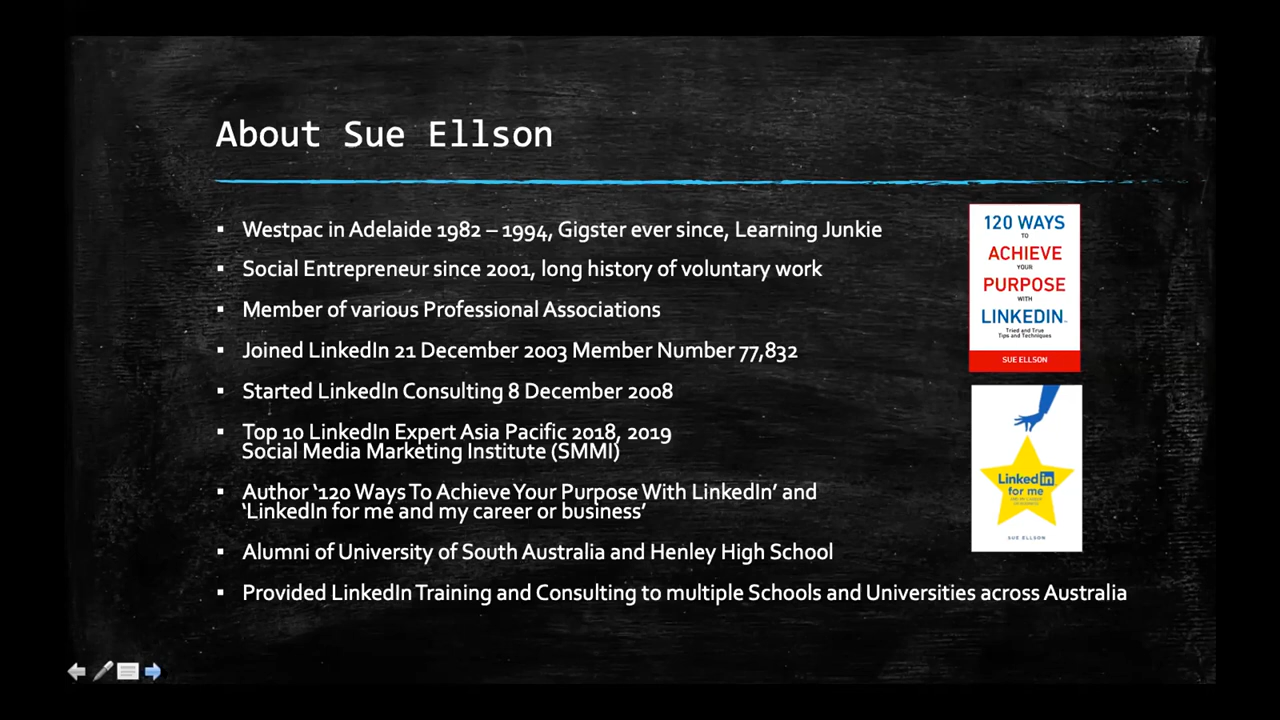 About Sue Ellson
▪ Westpac in Adelaide 1982 – 1994, Gigster ever since, Learning Junkie
▪ Social Entrepreneur since 2001, long history of voluntary work
▪ Member of various Professional Associations
▪ Joined LinkedIn 21 December 2003 Member Number 77,832
▪ Started LinkedIn Consulting 8 December 2008
▪ Top 10 LinkedIn Expert Asia Pacific 2018, 2019
Social Media Marketing Institute (SMMI)
▪ Author ‘120 Ways To Achieve Your Purpose With LinkedIn’ and
‘LinkedIn for me and my career or business’
▪ Alumni of University of South Australia and Henley High School
▪ Provided LinkedIn Training and Consulting to multiple Schools and Universities across Australia
120 WAYS
TO
ACHIEVE
YOUR
PURPOSE
WITH
LINKEDIN
Tried and True
Tips and Techniques
SUE ELLSON
Linked in
for me
SUE ELLSON